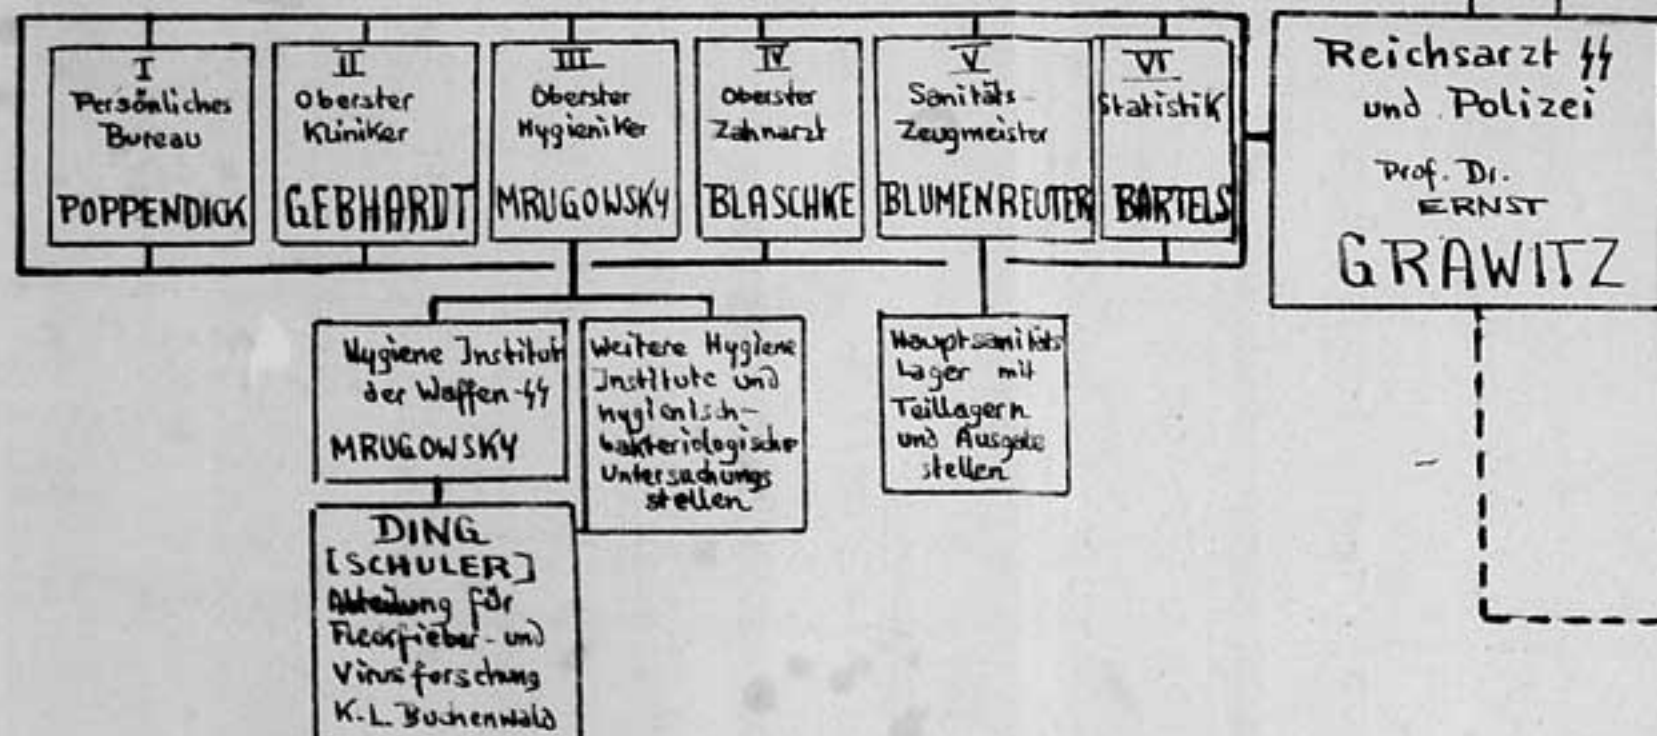 I
Persönliches
Bureau
POPPENDICK
II
Oberster
Kliniker
GEBHARDT
III
Oberster
Hygieniker
MRUGOWSKY
IV
Oberster
Zahnarzt
BLASCHKE
V
Sanitäts-
Zeugmeister
BLUMENREUTER
VI
Statistik
BARTELS
Reichsarzt SS
und Polizei
Prof. Dr.
ERNST
GRAWITZ
Hygiene Institut
der Waffen-SS
MRUGOWSKY
Weitere Hygiene
Institute und
hygienisch-
bakteriologische
Untersuchungs
stellen
Hauptsanitäts
Lager mit
Teillagern
und Ausgabe
stellen
DING
[SCHULER]
Abteilung für
Fleckfieber- und
Virusforschung
K.-L. Buchenwald